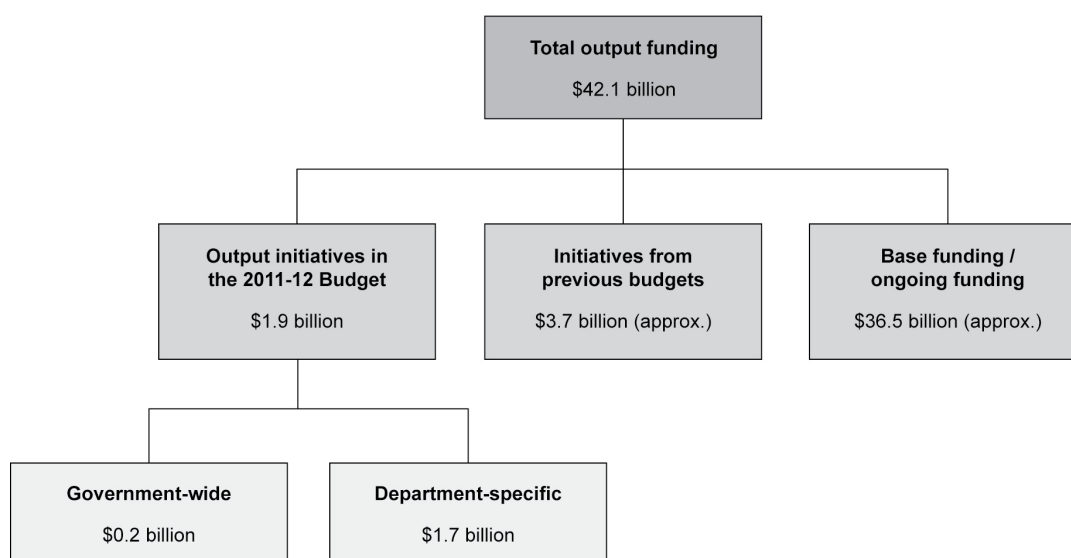 Total output funding
$42.1 billion
Output initiatives in
the 2011-12 Budget
$1.9 billion
Initiatives from
previous budgets
$3.7 billion (approx.)
Base funding /
ongoing funding
$36.5 billion (approx.)
Government-wide
$0.2 billion
Department-specific
$1.7 billion